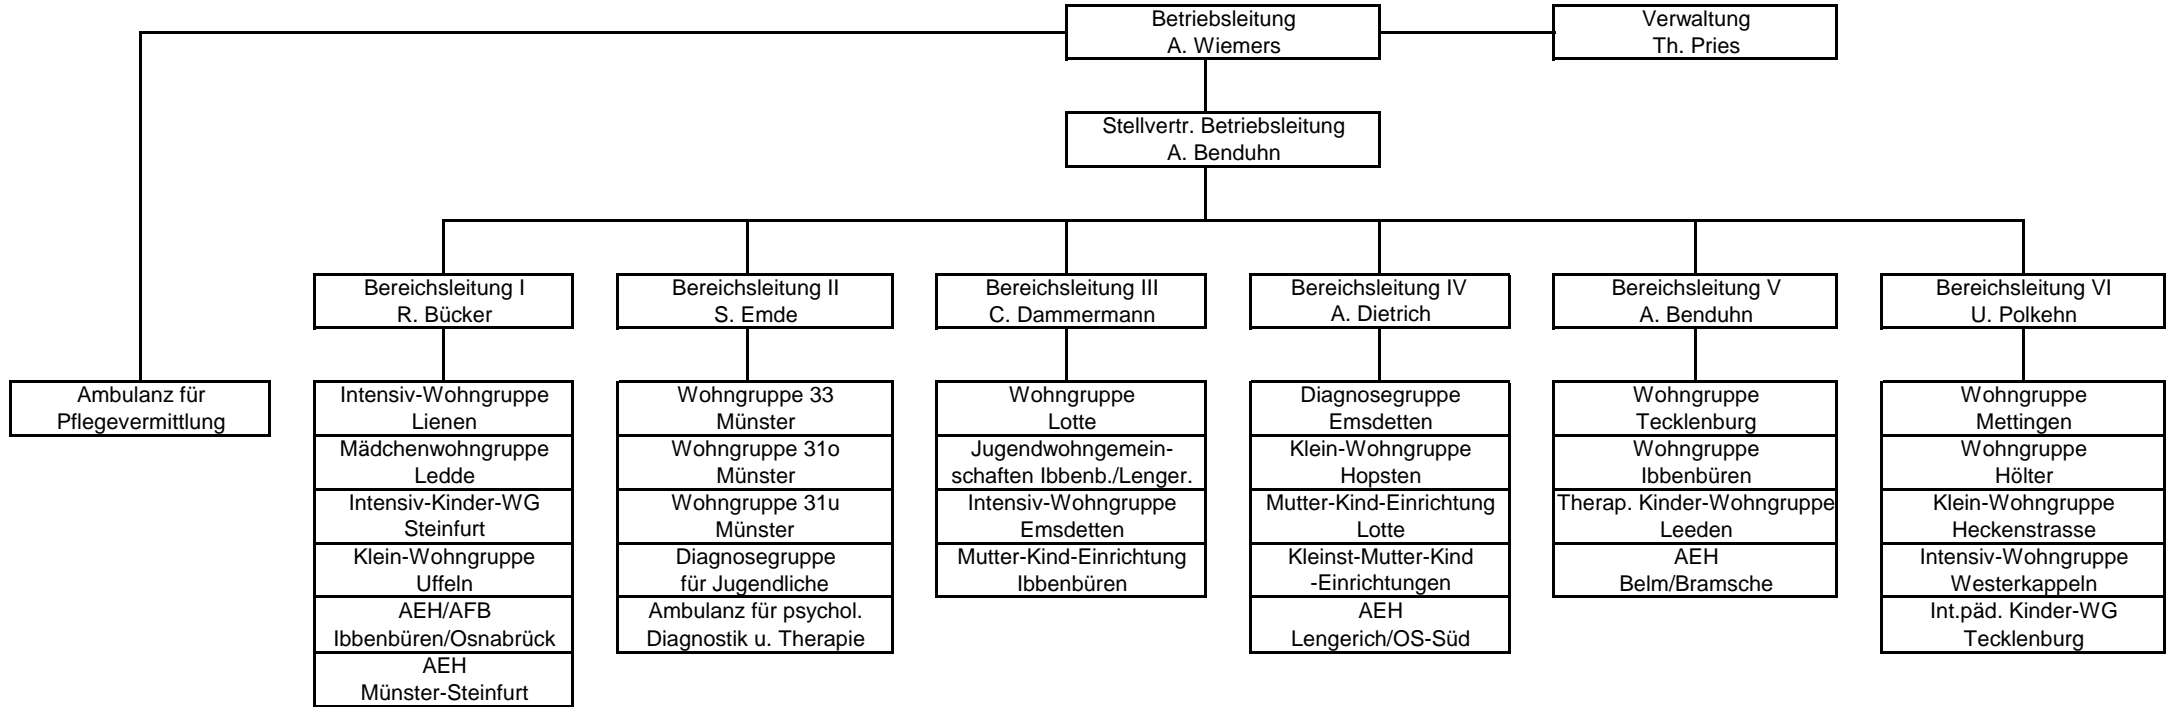 Betriebsleitung
A. Wiemers
Verwaltung
Th. Pries
Stellvertr. Betriebsleitung
A. Benduhn
Bereichsleitung I
R. Bücker
Bereichsleitung II
S. Emde
Bereichsleitung III
C. Dammermann
Bereichsleitung IV
A. Dietrich
Bereichsleitung V
A. Benduhn
Bereichsleitung VI
U. Polkehn
Ambulanz für
Pflegevermittlung
Intensiv-Wohngruppe
Lienen
Mädchenwohngruppe
Ledde
Intensiv-Kinder-WG
Steinfurt
Klein-Wohngruppe
Uffeln
AEH/AFB
Ibbenbüren/Osnabrück
AEH
Münster-Steinfurt
Wohngruppe 33
Münster
Wohngruppe 31o
Münster
Wohngruppe 31u
Münster
Diagnosegruppe
für Jugendliche
Ambulanz für psychol.
Diagnostik u. Therapie
Wohngruppe
Lotte
Jugendwohngemein-
schaften Ibbenb./Lenger.
Intensiv-Wohngruppe
Emsdetten
Mutter-Kind-Einrichtung
Ibbenbüren
Diagnosegruppe
Emsdetten
Klein-Wohngruppe
Hopsten
Mutter-Kind-Einrichtung
Lotte
Kleinst-Mutter-Kind
-Einrichtungen
AEH
Lengerich/OS-Süd
Wohngruppe
Tecklenburg
Wohngruppe
Ibbenbüren
Therap. Kinder-Wohngruppe
Leeden
AEH
Belm/Bramsche
Wohngruppe
Mettingen
Wohngruppe
Hölter
Klein-Wohngruppe
Heckenstrasse
Intensiv-Wohngruppe
Westerkappeln
Int.päd. Kinder-WG
Tecklenburg